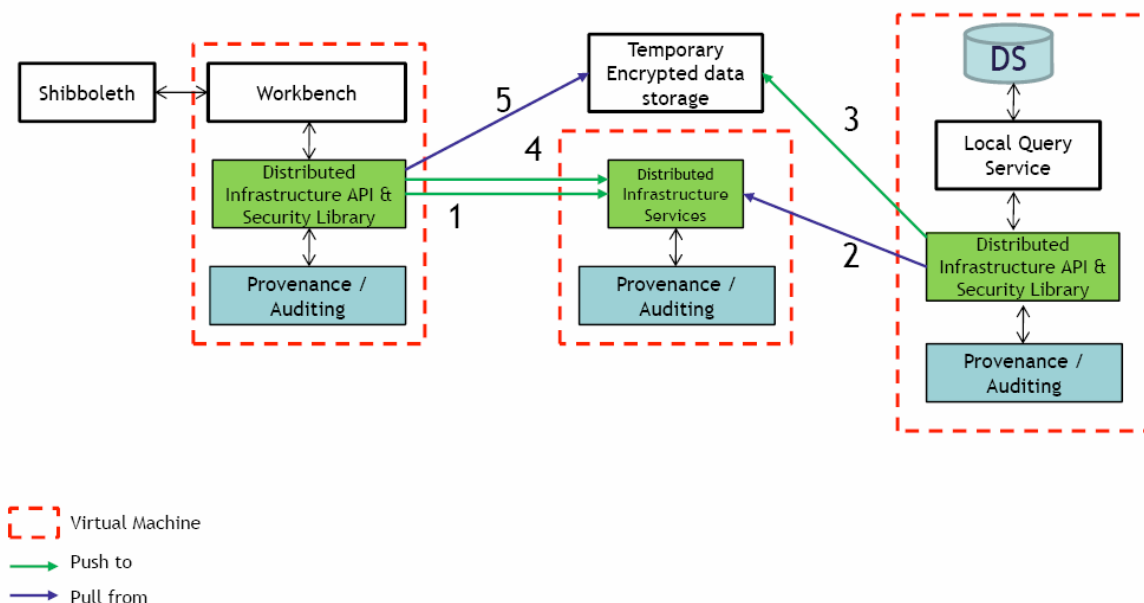 Shibboleth
Workbench
Distributed
Infrastructure API &
Security Library
Provenance /
Auditing
5
4
1
Temporary
Encrypted data
storage
Distributed
Infrastructure
Services
Provenance /
Auditing
3
2
DS
Local Query
Service
Distributed
Infrastructure API &
Security Library
Provenance /
Auditing
Virtual Machine
Push to
Pull from